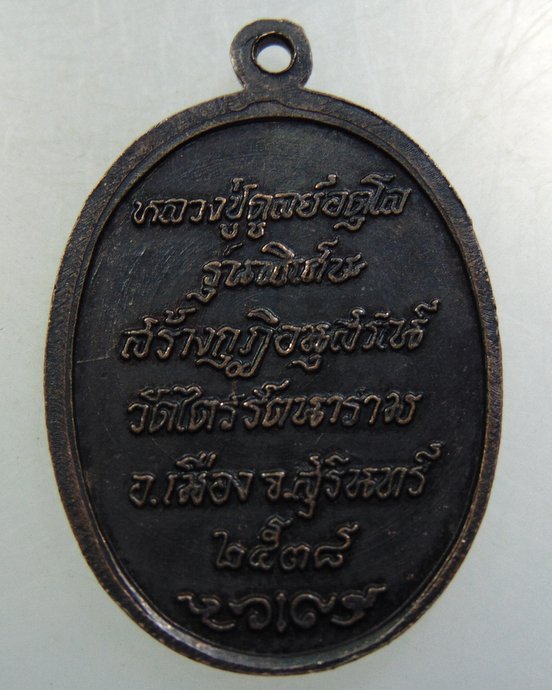 หลวงปู่ดูลย์อตุโล
รุ่นพิเศษ
สร้างกุฏิอนุสรณ์
วัดไตรรัตนาราม
อ.เมือง จ.สุรินทร์
๒๕๓๘